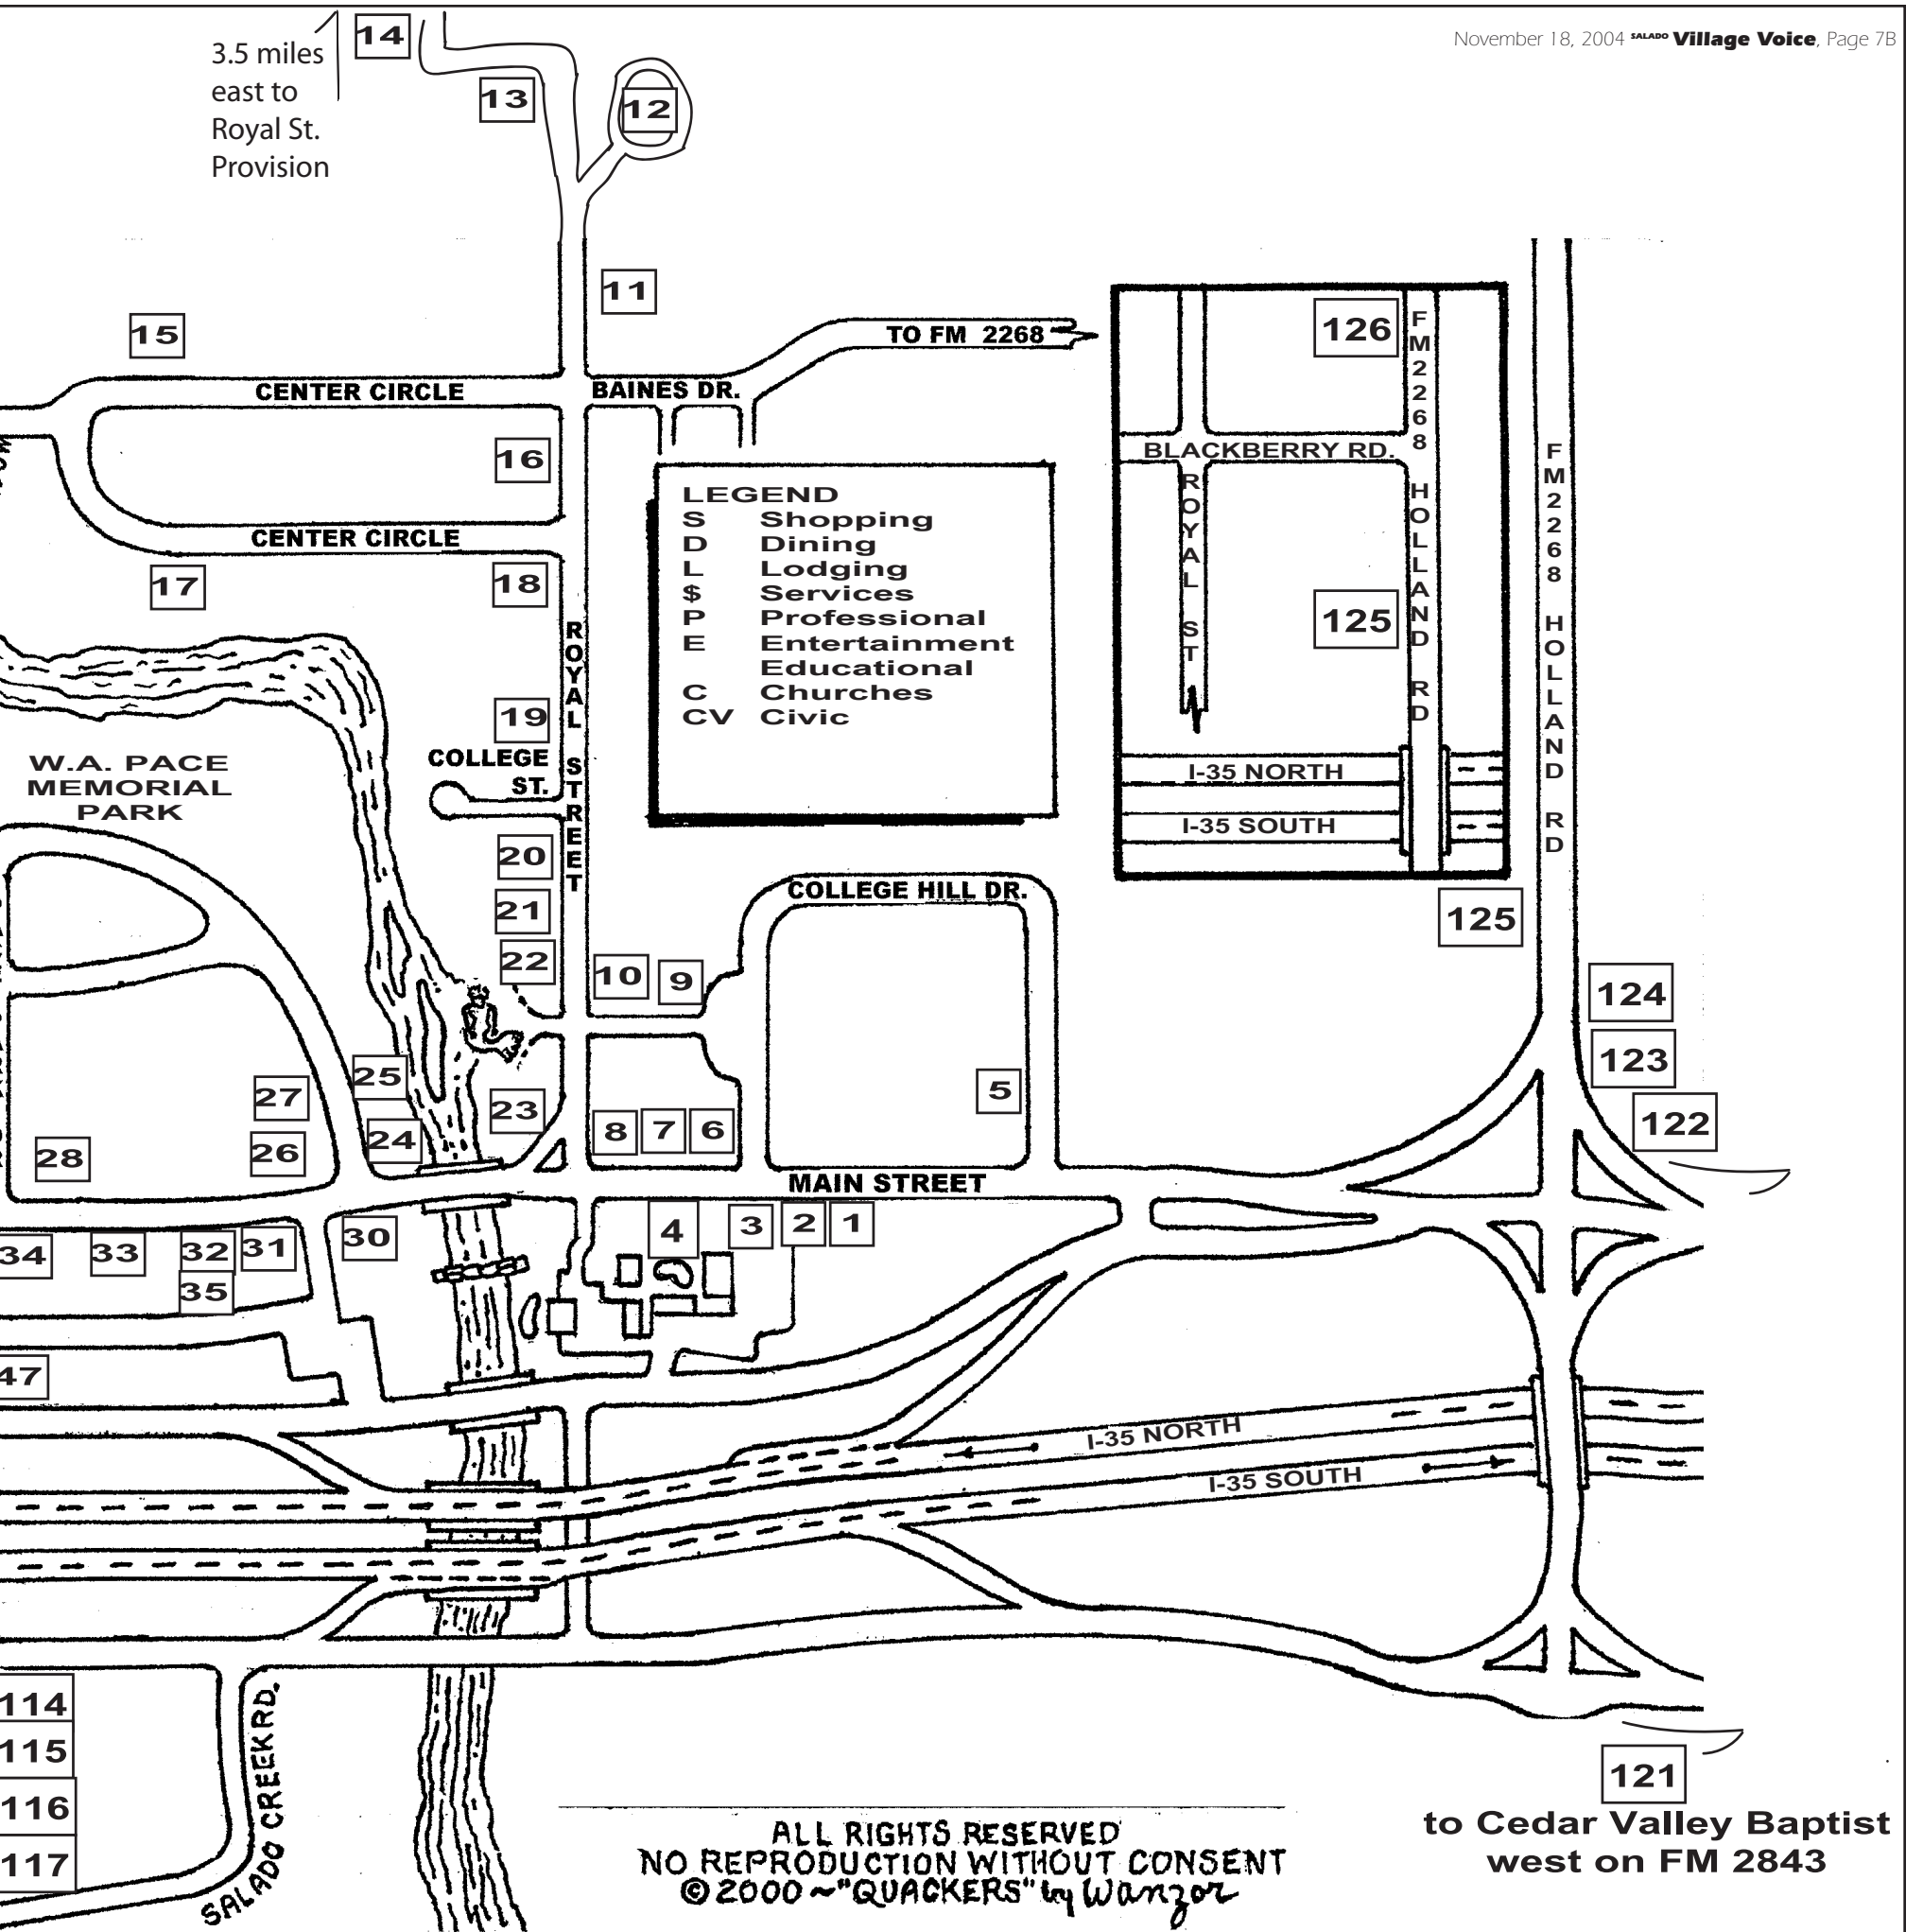 November 18, 2004 SALADO Village Voice, Page 7B
3.5 miles
east to
Royal St.
Provision
14
13
12
11
15
CENTER CIRCLE
BAINES DR.
TO FM 2268
16
CENTER CIRCLE
17
18
ROYAL STREET
19
COLLEGE
ST.
20
21
22
10
9
LEGEND
S Shopping
D Dining
L Lodging
$ Services
P Professional
E Entertainment
Educational
C Churches
CV Civic
126
FM2268 HOLLAND RD
BLACKBERRY RD.
ROYAL ST
125
I-35 NORTH
I-35 SOUTH
FM2268 HOLLAND RD
125
124
123
122
W.A. PACE
MEMORIAL
PARK
COLLEGE HILL DR.
5
25
27
23
24
26
28
8
7
6
MAIN STREET
4
3
2
1
30
31
32
33
34
35
47
I-35 NORTH
I-35 SOUTH
114
115
116
117
SALADO CREEK RD.
121
to Cedar Valley Baptist
west on FM 2843
ALL RIGHTS RESERVED
NO REPRODUCTION WITHOUT CONSENT
©2000~"QUACKERS" by Wanzor